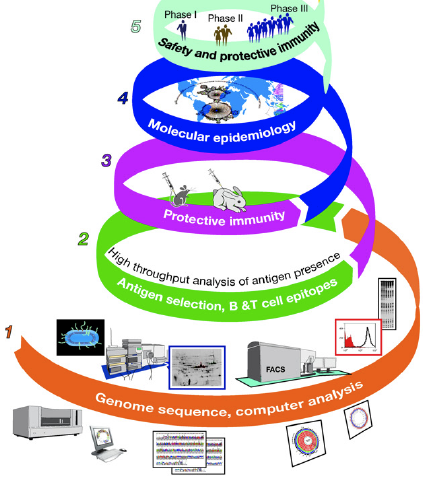 Phase I
Phase II
Phase III
5
Safety and protective immunity
4
Molecular epidemiology
3
Protective immunity
2
High throughput analysis of antigen presence
Antigen selection, B &T cell epitopes
1
FACS
Genome sequence, computer analysis